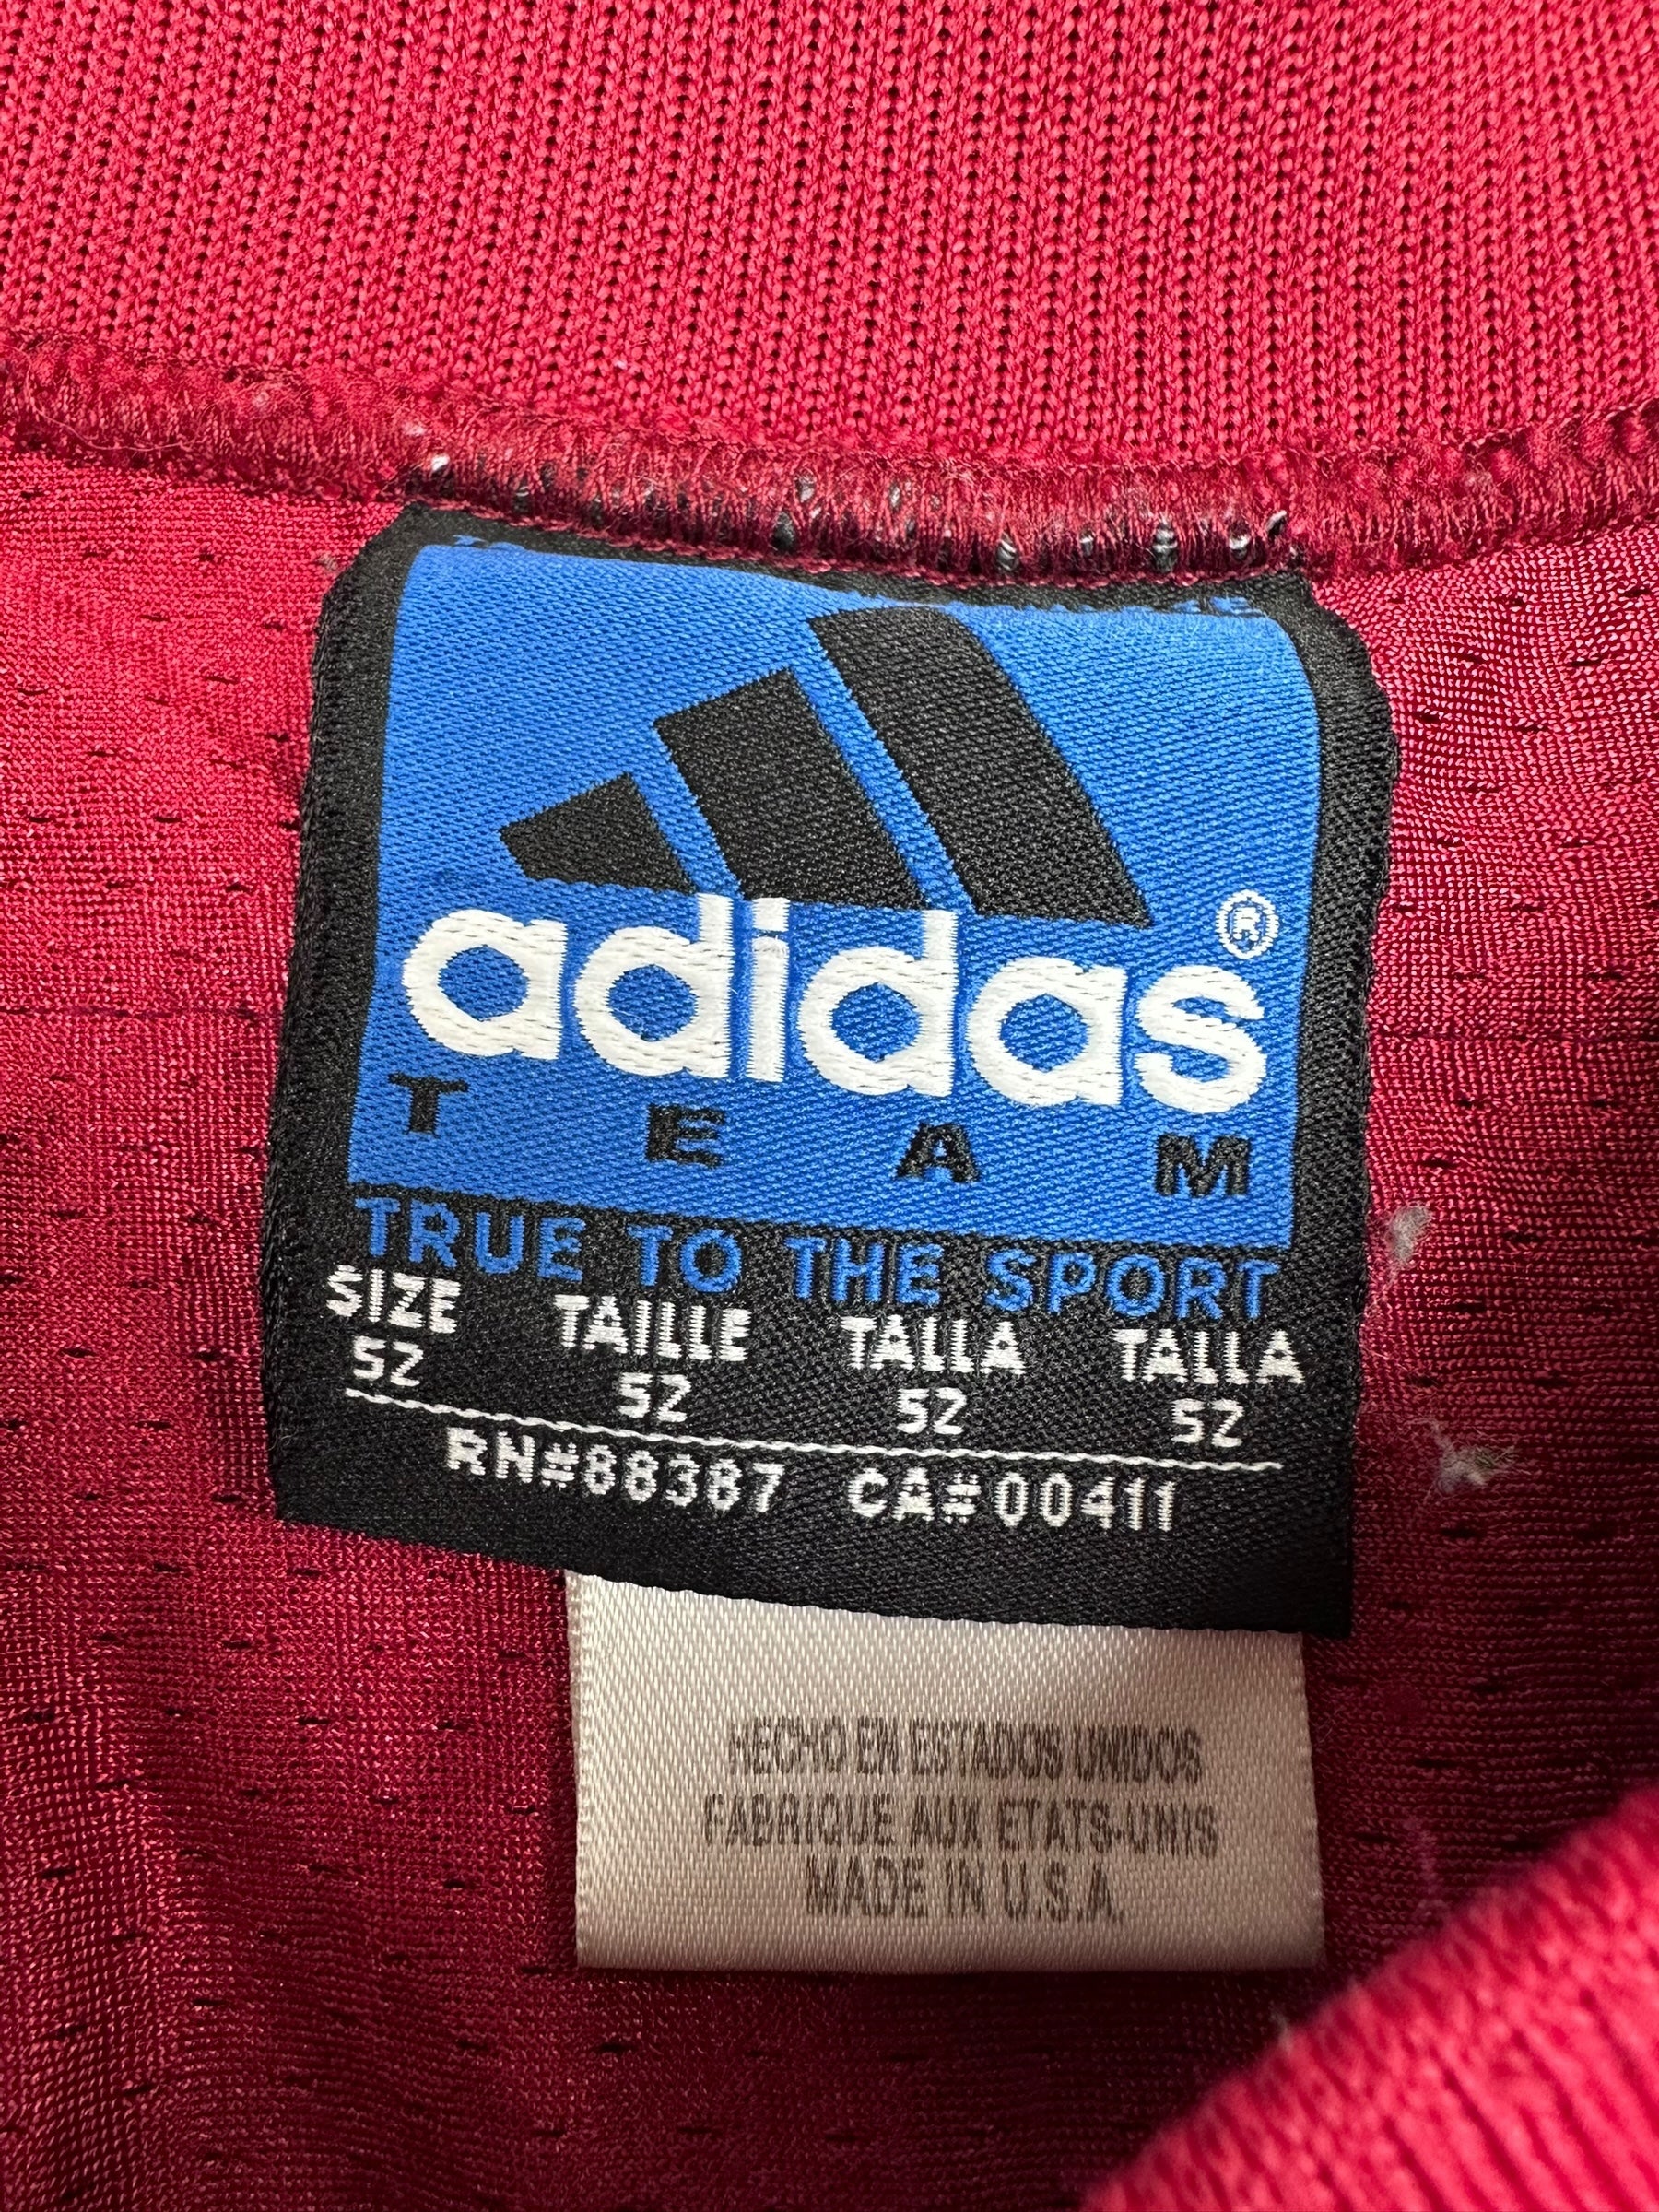 adidas®
TEAM
TRUE TO THE SPORT
SIZE TAILLE TALLA TALLA
52 52 52 52
RN#88387 CA#00411
HECHO EN ESTADOS UNIDOS
FABRIQUE AUX ETATS-UNIS
MADE IN U.S.A.